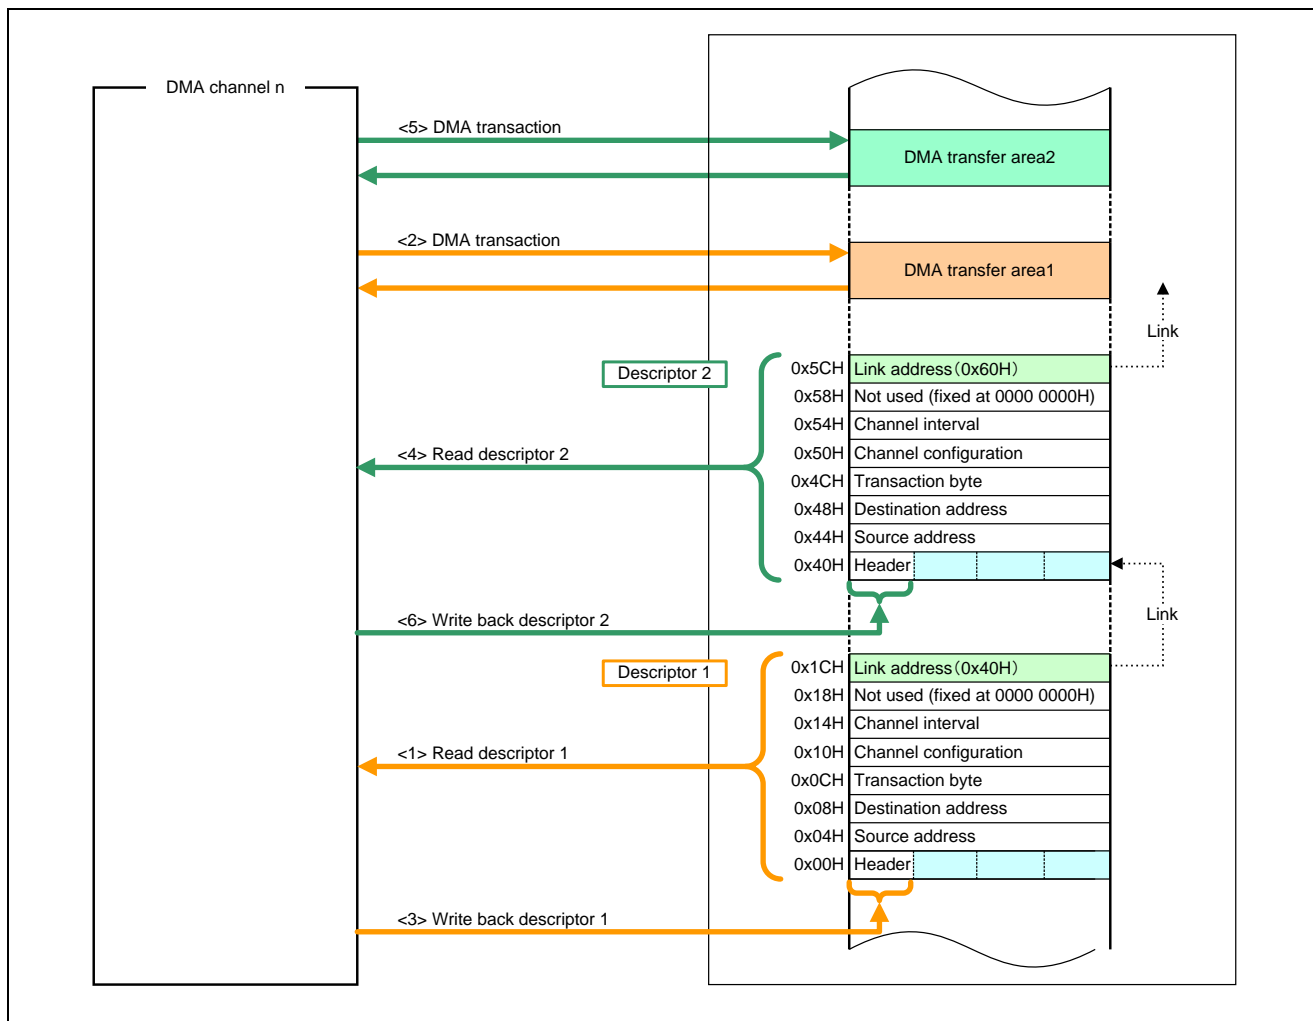 DMA channel n
<5> DMA transaction
DMA transfer area2
<2> DMA transaction
DMA transfer area1
Link
Descriptor 2
0x5CH Link address(0x60H)
0x58H Not used (fixed at 0000 0000H)
0x54H Channel interval
0x50H Channel configuration
<4> Read descriptor 2
0x4CH Transaction byte
0x48H Destination address
0x44H Source address
0x40H Header
Link
<6> Write back descriptor 2
Descriptor 1
0x1CH Link address(0x40H)
0x18H Not used (fixed at 0000 0000H)
0x14H Channel interval
0x10H Channel configuration
<1> Read descriptor 1
0x0CH Transaction byte
0x08H Destination address
0x04H Source address
0x00H Header
<3> Write back descriptor 1